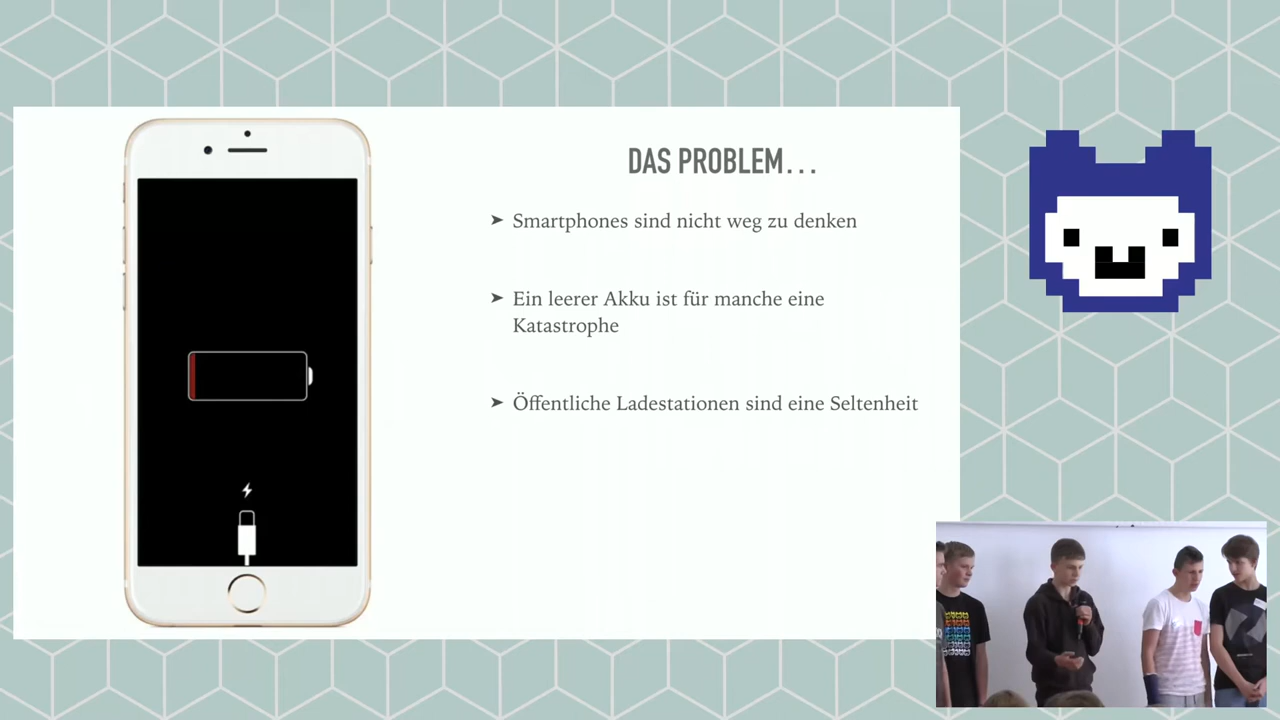 DAS PROBLEM...
➤ Smartphones sind nicht weg zu denken
➤ Ein leerer Akku ist für manche eine
Katastrophe
➤ Öffentliche Ladestationen sind eine Seltenheit